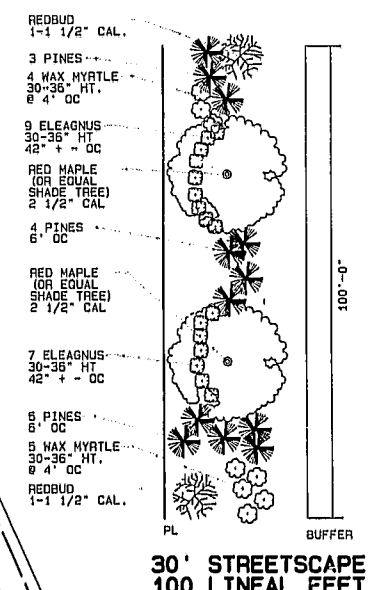 REDBUD
1-1 1/2" CAL.
3 PINES
4 WAX MYRTLE
30-36" HT.
@ 4' OC
9 ELEAGNUS
30-36" HT
42" + - OC
RED MAPLE
(OR EQUAL
SHADE TREE)
2 1/2" CAL
4 PINES
6' OC
RED MAPLE
(OR EQUAL
SHADE TREE)
2 1/2" CAL
7 ELEAGNUS
30-36" HT
42" + - OC
5 PINES
6' OC
5 WAX MYRTLE
30-36" HT.
@ 4' OC
REDBUD
1-1 1/2" CAL.
100'-0"
PL
BUFFER
30' STREETSCAPE
100 LINEAL FEET